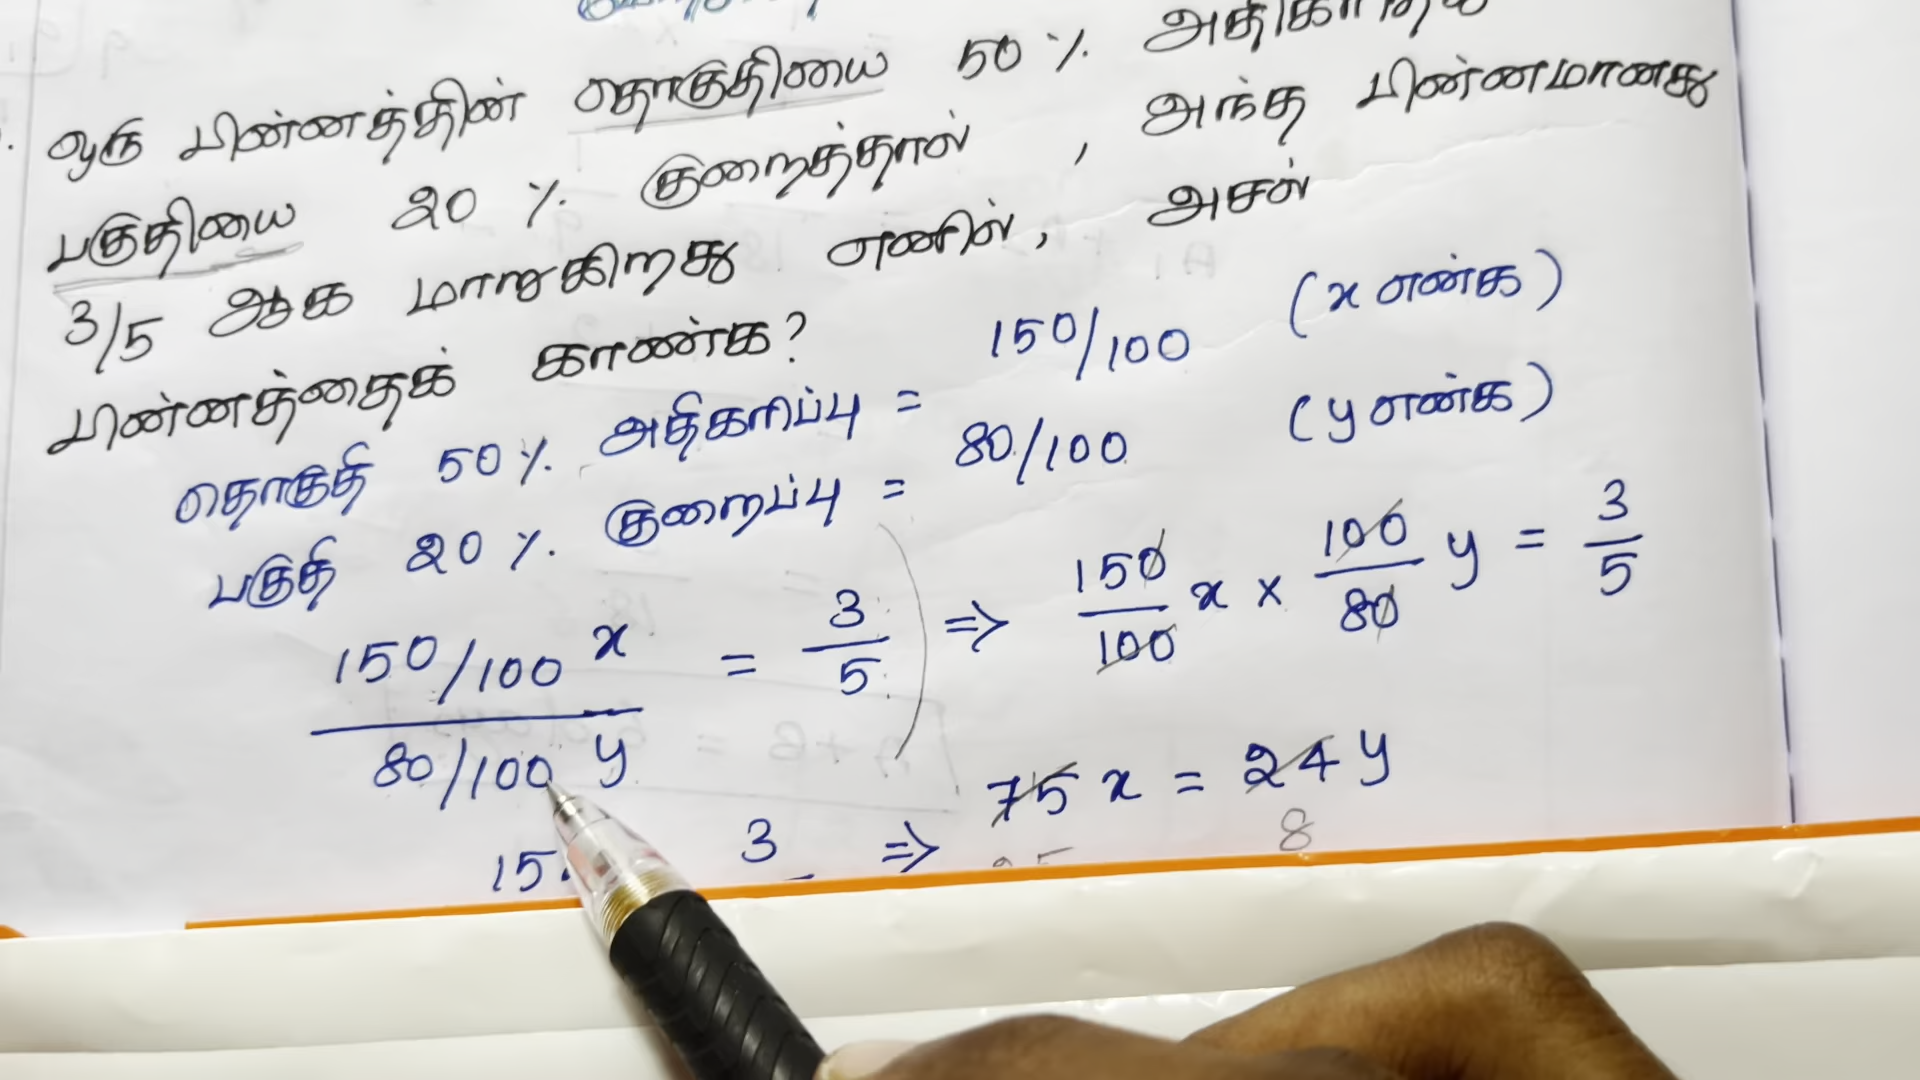 ஒரு பின்னத்தின் தொகுதியை 50 %
பகுதியை 20 % குறைத்தால் , அந்த பின்னமானது
3/5 ஆக மாறுகிறது எனில், அசல்
பின்னத்தைக் காண்க?
தொகுதி 50 % அதிகரிப்பு = 150/100 (x என்க)
பகுதி 20 % குறைப்பு = 80/100 (y என்க)
150/100 x / 80/100 y = 3/5 ⇒ 150/100 x × 100/80 y = 3/5
15 3 ⇒ 75 x = 24 y
8